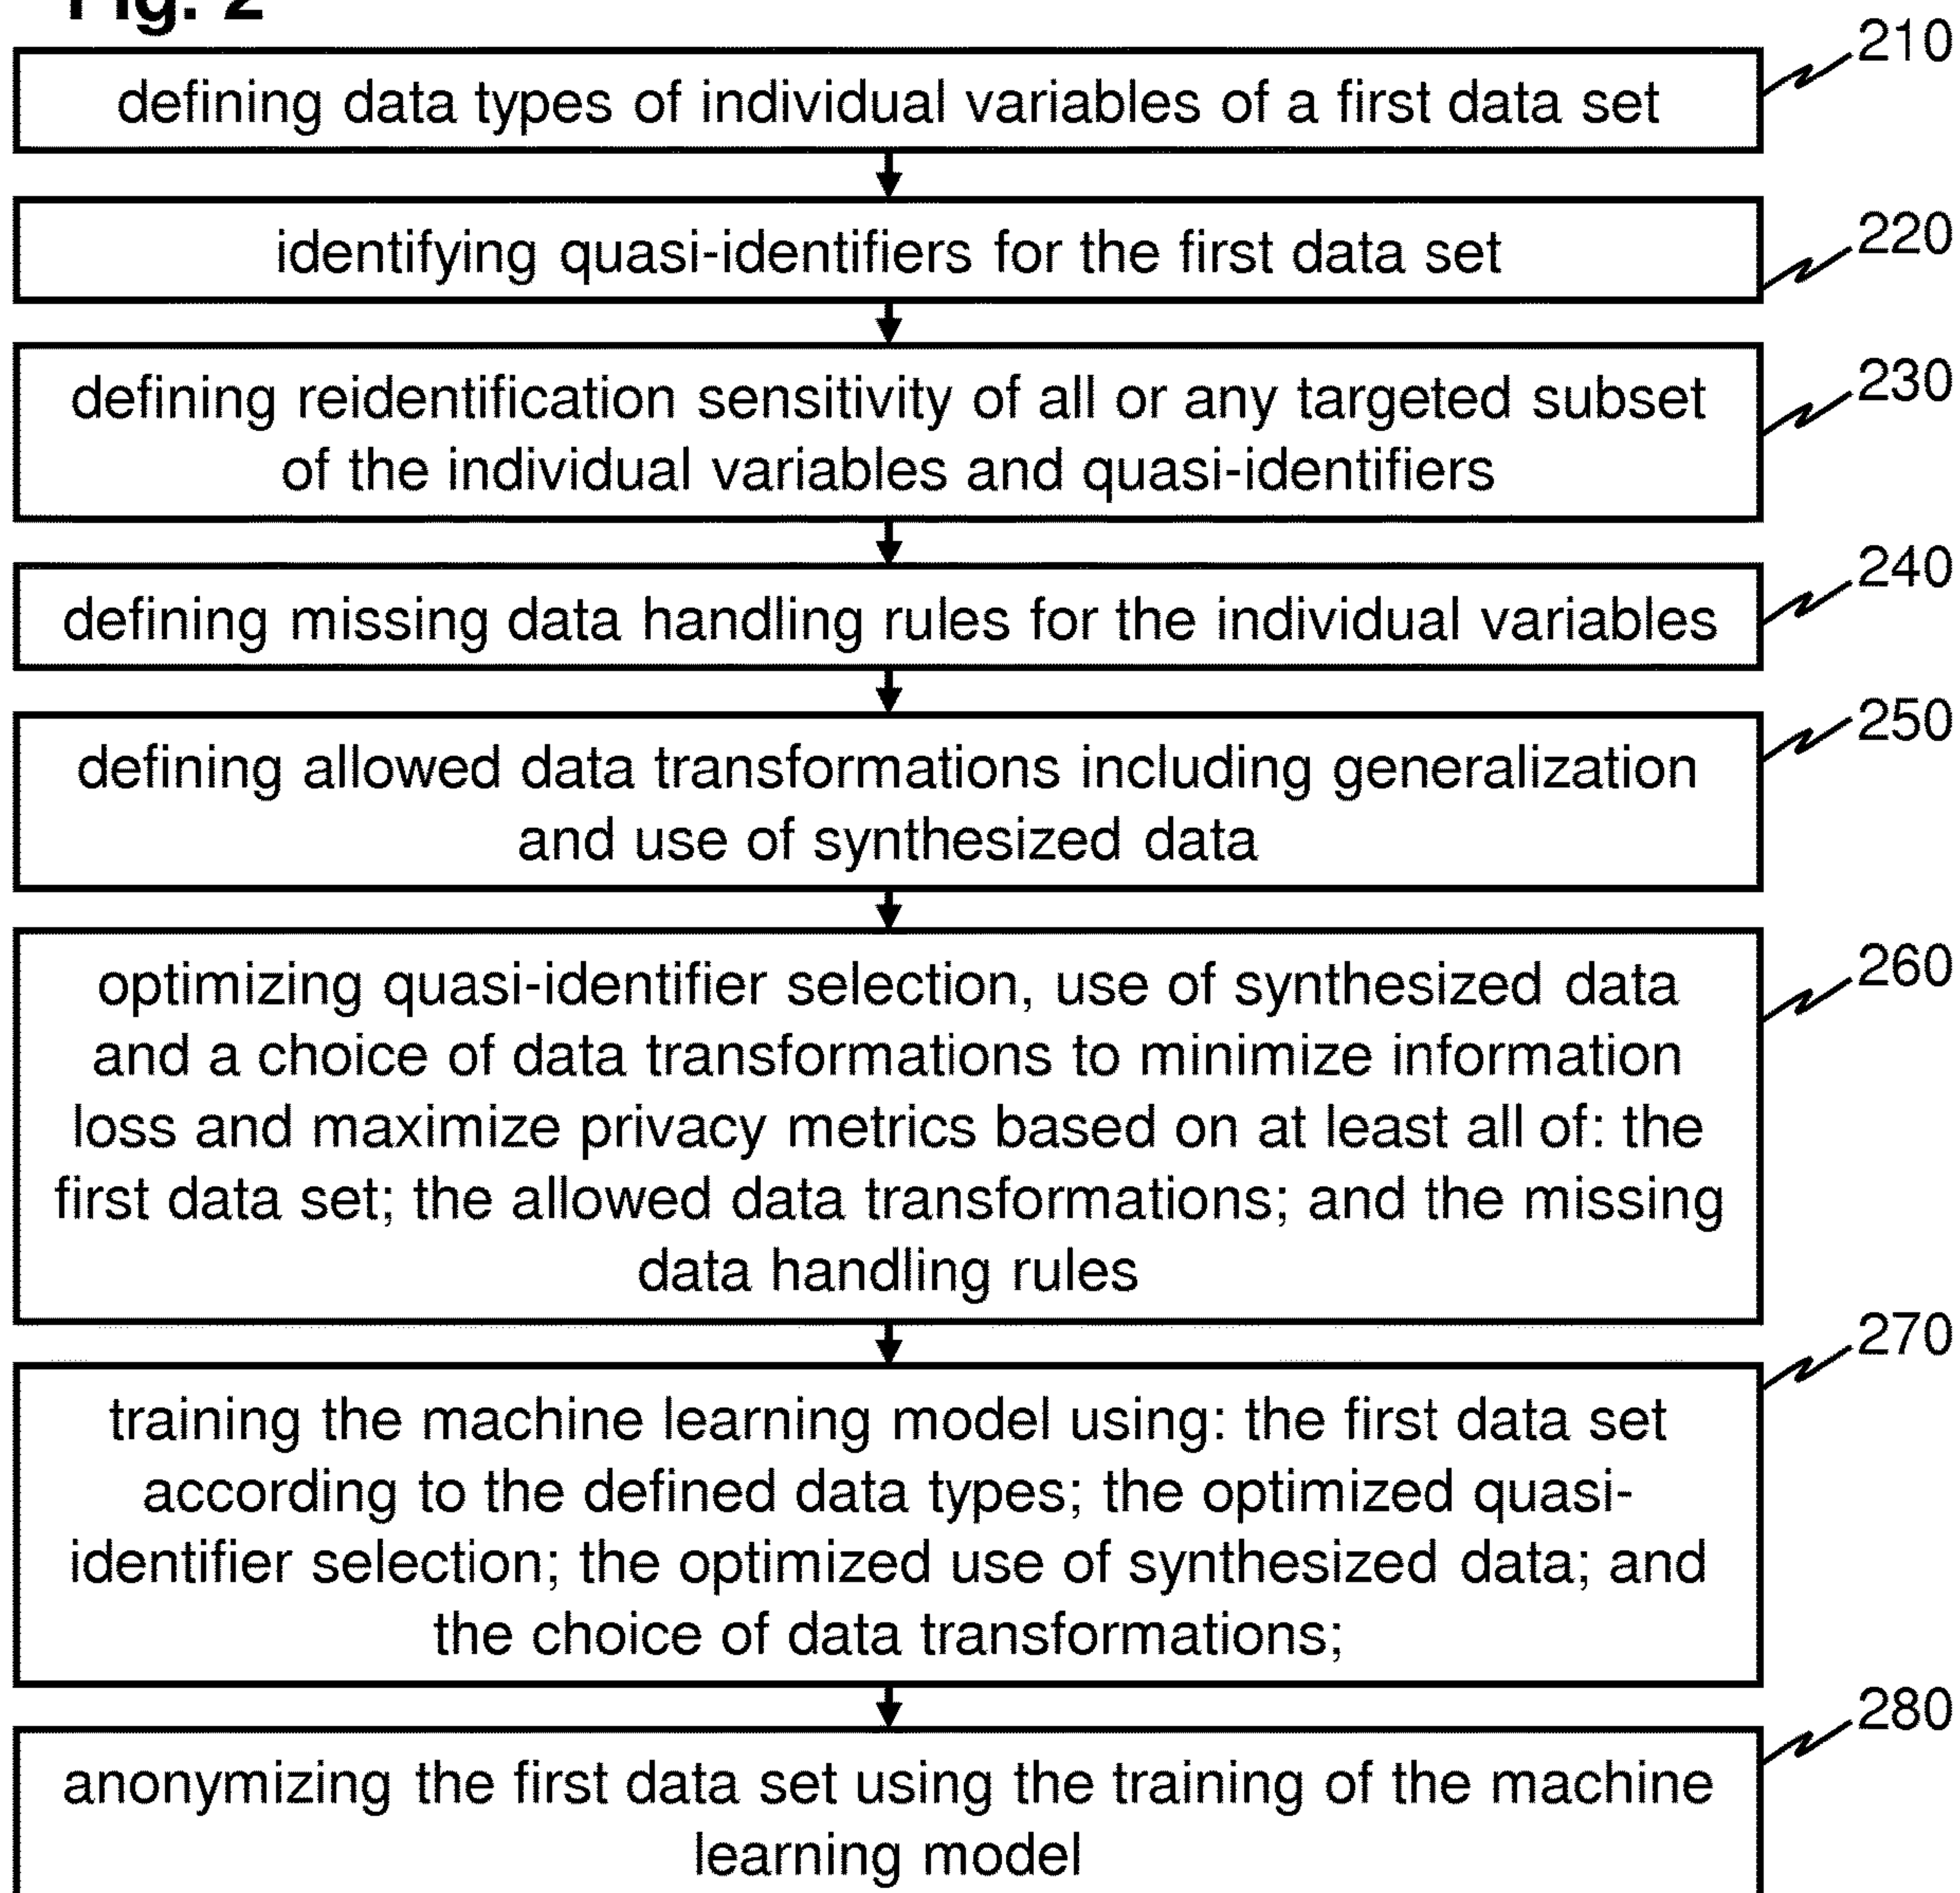 Fig. 2
210
defining data types of individual variables of a first data set
220
identifying quasi-identifiers for the first data set
230
defining reidentification sensitivity of all or any targeted subset
of the individual variables and quasi-identifiers
240
defining missing data handling rules for the individual variables
250
defining allowed data transformations including generalization
and use of synthesized data
260
optimizing quasi-identifier selection, use of synthesized data
and a choice of data transformations to minimize information
loss and maximize privacy metrics based on at least all of: the
first data set; the allowed data transformations; and the missing
data handling rules
270
training the machine learning model using: the first data set
according to the defined data types; the optimized quasi-
identifier selection; the optimized use of synthesized data; and
the choice of data transformations;
280
anonymizing the first data set using the training of the machine
learning model